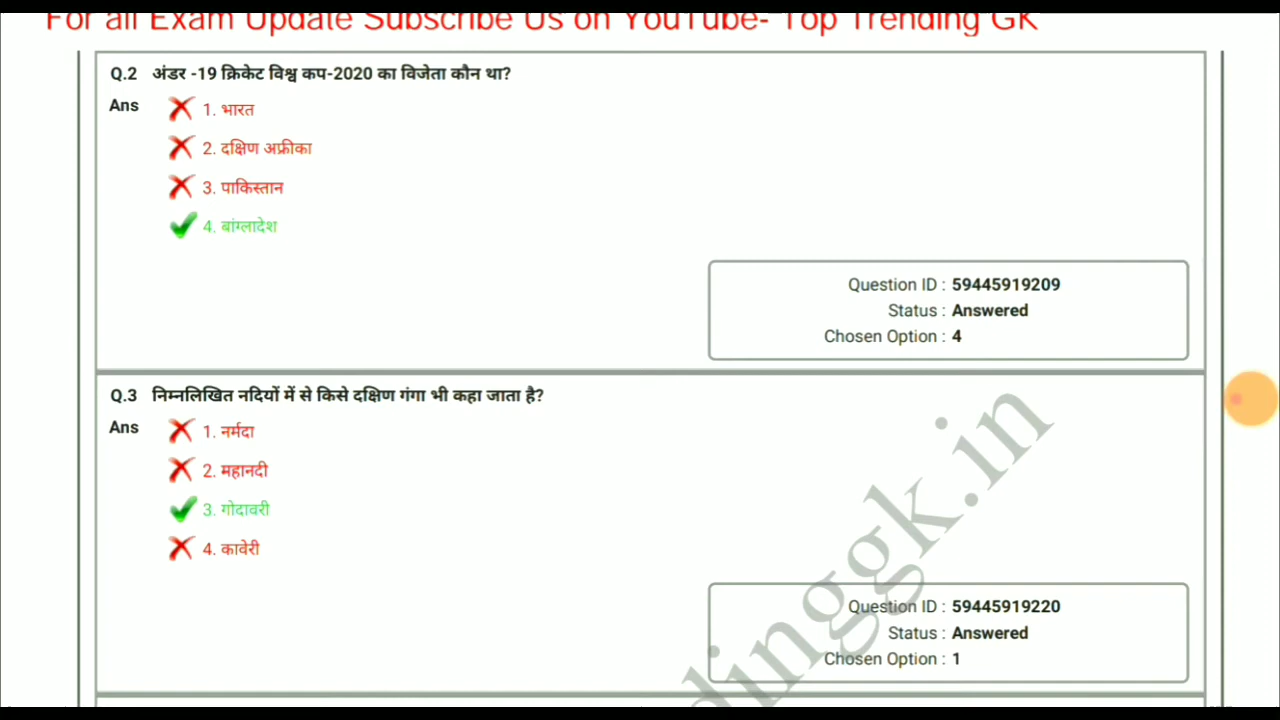 For all Exam Update Subscribe Us on YouTube- Top Trending GK
Q.2 अंडर -19 क्रिकेट विश्व कप-2020 का विजेता कौन था?
Ans 1. भारत
2. दक्षिण अफ्रीका
3. पाकिस्तान
4. बांग्लादेश
Question ID : 59445919209
Status : Answered
Chosen Option : 4
Q.3 निम्नलिखित नदियों में से किसे दक्षिण गंगा भी कहा जाता है?
Ans 1. नर्मदा
2. महानदी
3. गोदावरी
4. कावेरी
Question ID : 59445919220
Status : Answered
Chosen Option : 1
dinggk.in